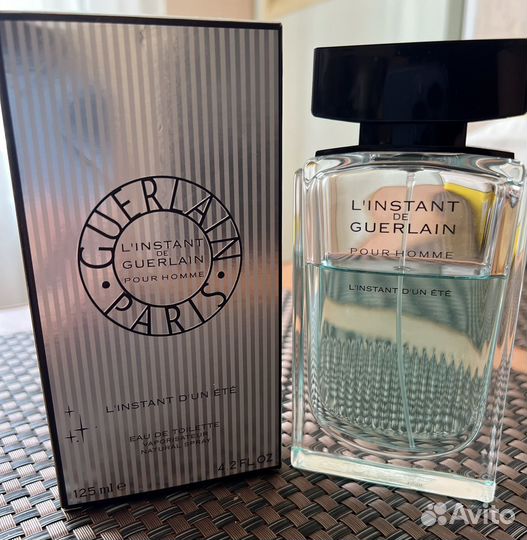 GUERLAIN
L'INSTANT
DE
GUERLAIN
POUR HOMME
PARIS
L'INSTANT D'UN ÉTÉ
EAU DE TOILETTE
VAPORISATEUR
NATURAL SPRAY
125 ml e 4.2 FL.OZ
L'INSTANT
DE
GUERLAIN
POUR HOMME
L'INSTANT D'UN ÉTÉ
Avito